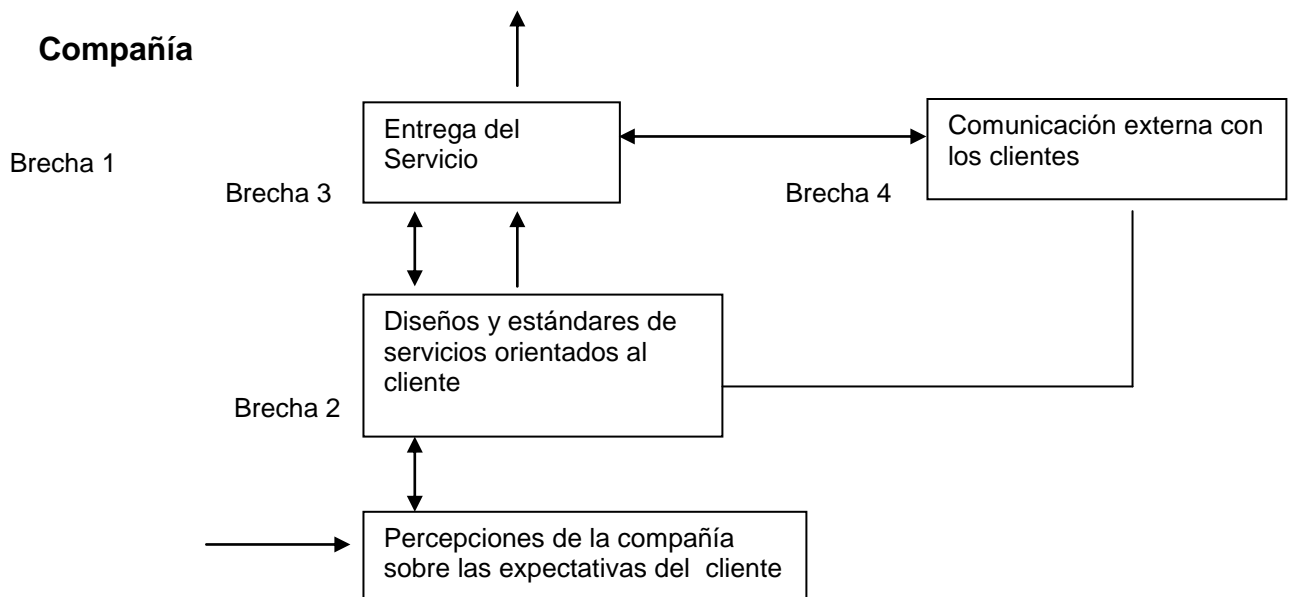 Compañía
Brecha 1
Entrega del
Servicio
Brecha 3
Comunicación externa con
los clientes
Brecha 4
Diseños y estándares de
servicios orientados al
cliente
Brecha 2
Percepciones de la compañía
sobre las expectativas del cliente